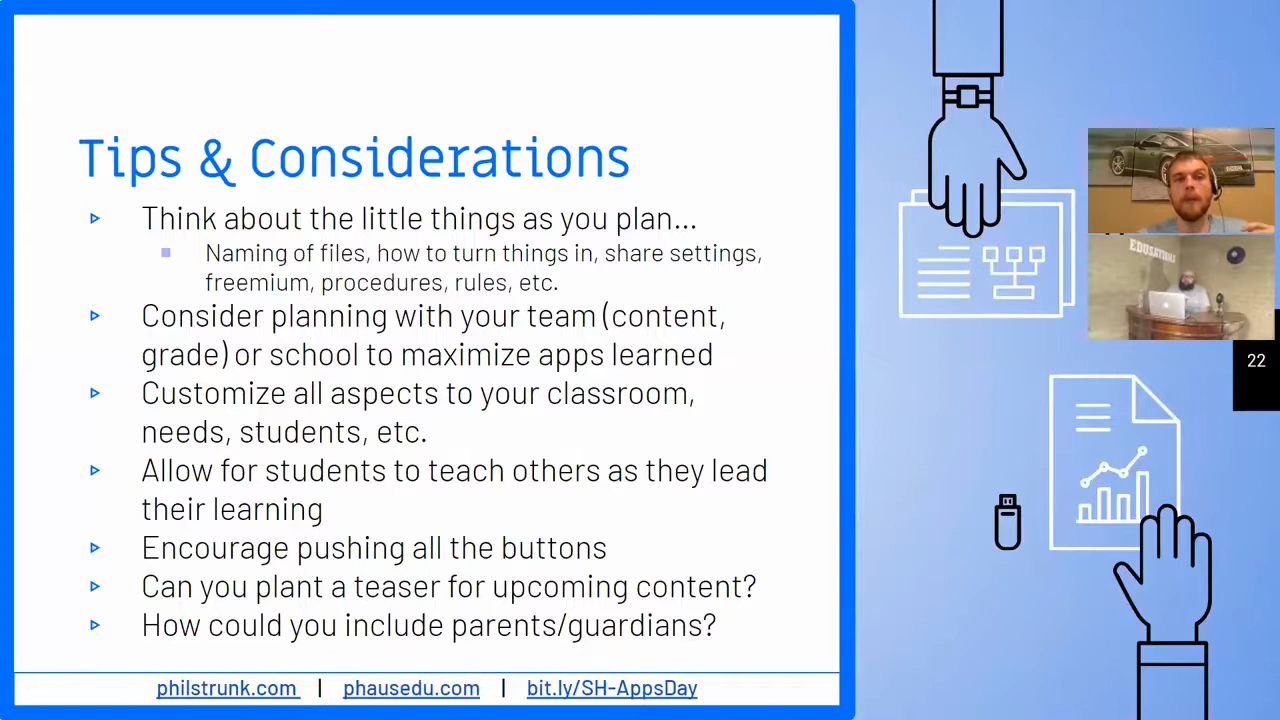 Tips & Considerations
Think about the little things as you plan...
Naming of files, how to turn things in, share settings,
freemium, procedures, rules, etc.
Consider planning with your team (content,
grade) or school to maximize apps learned
Customize all aspects to your classroom,
needs, students, etc.
Allow for students to teach others as they lead
their learning
Encourage pushing all the buttons
Can you plant a teaser for upcoming content?
How could you include parents/guardians?
philstrunk.com | phausedu.com | bit.ly/SH-AppsDay
22